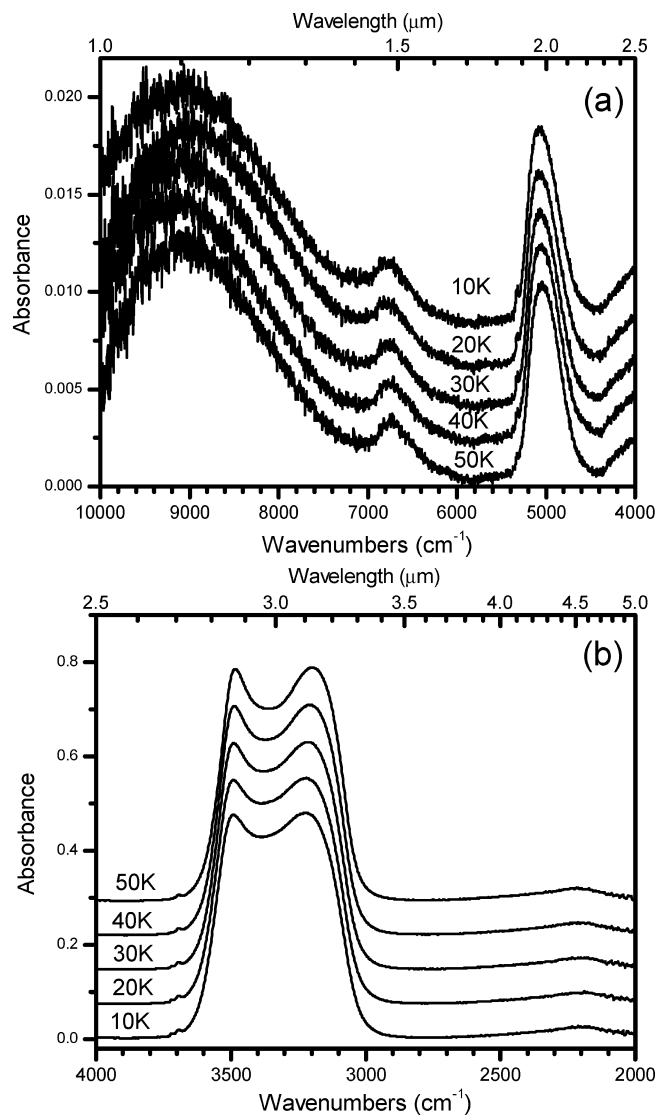 Wavelength (μm)
1.0 1.5 2.0 2.5
(a)
0.020
0.015
0.010
0.005
0.000
Absorbance
10K
20K
30K
40K
50K
10000 9000 8000 7000 6000 5000 4000
Wavenumbers (cm⁻¹)
Wavelength (μm)
2.5 3.0 3.5 4.0 4.5 5.0
(b)
0.8
0.6
0.4
0.2
0.0
Absorbance
50K
40K
30K
20K
10K
4000 3500 3000 2500 2000
Wavenumbers (cm⁻¹)